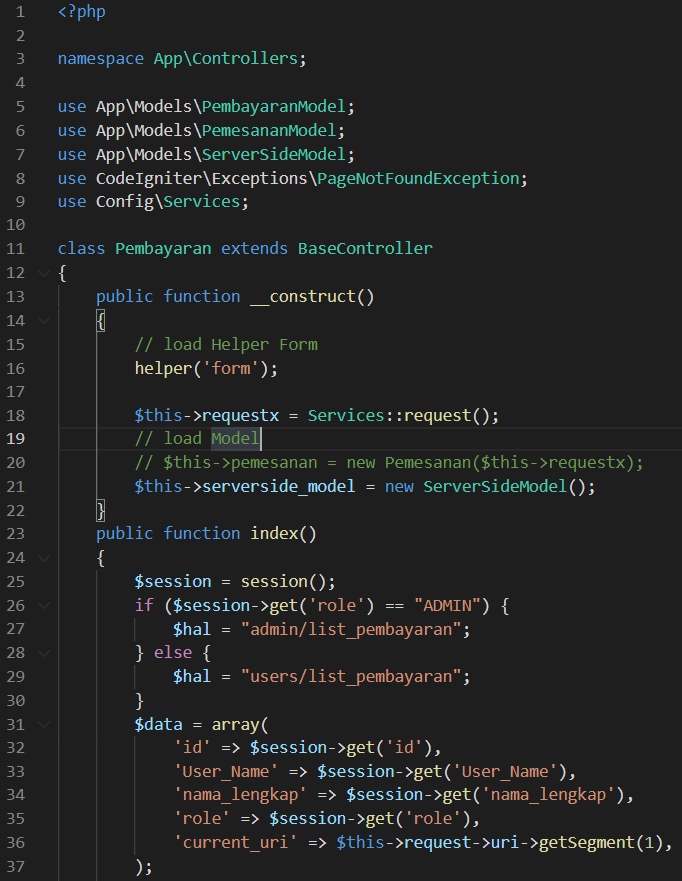 1 <?php
2
3 namespace App\Controllers;
4
5 use App\Models\PembayaranModel;
6 use App\Models\PemesananModel;
7 use App\Models\ServerSideModel;
8 use CodeIgniter\Exceptions\PageNotFoundException;
9 use Config\Services;
10
11 class Pembayaran extends BaseController
12 {
13     public function __construct()
14     {
15         // load Helper Form
16         helper('form');
17
18         $this->requestx = Services::request();
19         // load Model
20         // $this->pemesanan = new Pemesanan($this->requestx);
21         $this->serverside_model = new ServerSideModel();
22     }
23     public function index()
24     {
25         $session = session();
26         if ($session->get('role') == "ADMIN") {
27             $hal = "admin/list_pembayaran";
28         } else {
29             $hal = "users/list_pembayaran";
30         }
31         $data = array(
32             'id' => $session->get('id'),
33             'User_Name' => $session->get('User_Name'),
34             'nama_lengkap' => $session->get('nama_lengkap'),
35             'role' => $session->get('role'),
36             'current_uri' => $this->request->uri->getSegment(1),
37         );